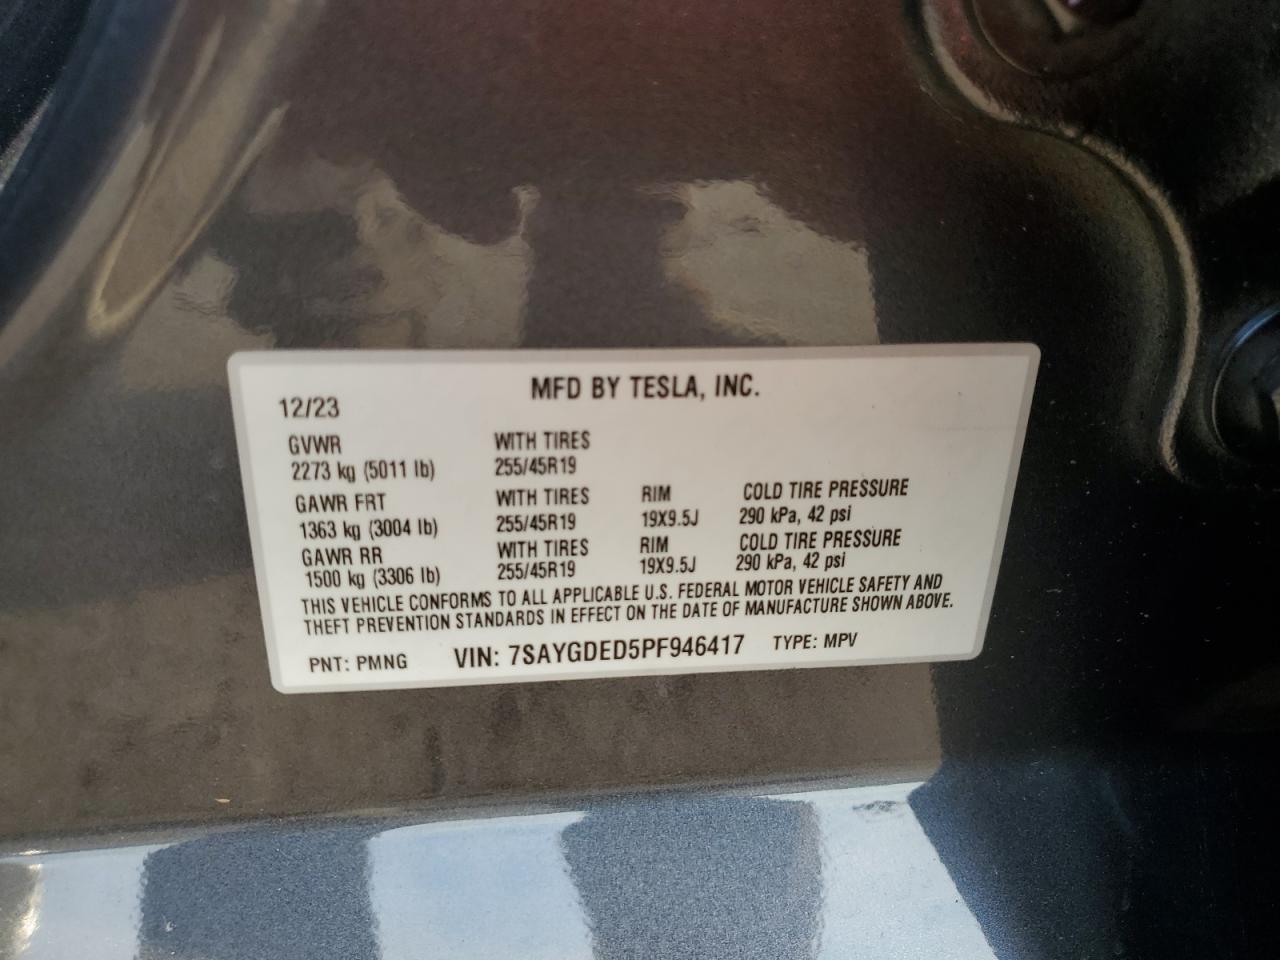 MFD BY TESLA, INC.
12/23
GVWR WITH TIRES
2273 kg (5011 lb) 255/45R19
GAWR FRT WITH TIRES RIM COLD TIRE PRESSURE
1363 kg (3004 lb) 255/45R19 19X9.5J 290 kPa, 42 psi
GAWR RR WITH TIRES RIM COLD TIRE PRESSURE
1500 kg (3306 lb) 255/45R19 19X9.5J 290 kPa, 42 psi
THIS VEHICLE CONFORMS TO ALL APPLICABLE U.S. FEDERAL MOTOR VEHICLE SAFETY AND
THEFT PREVENTION STANDARDS IN EFFECT ON THE DATE OF MANUFACTURE SHOWN ABOVE.
PNT: PMNG VIN: 7SAYGDED5PF946417 TYPE: MPV